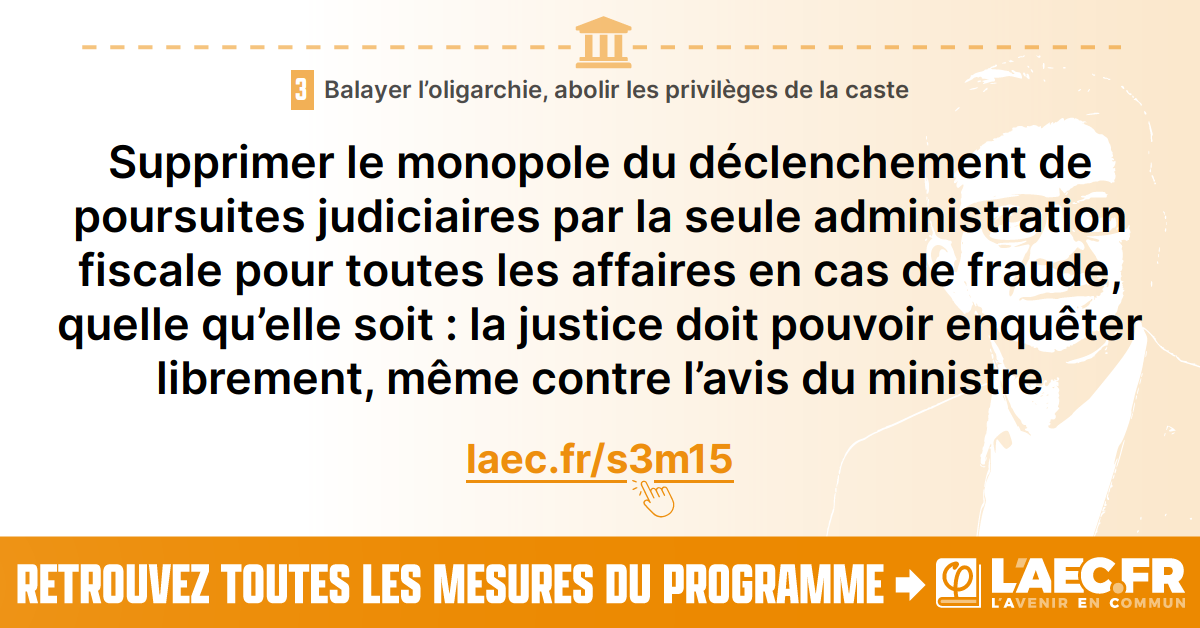 3 Balayer l’oligarchie, abolir les privilèges de la caste
Supprimer le monopole du déclenchement de
poursuites judiciaires par la seule administration
fiscale pour toutes les affaires en cas de fraude,
quelle qu’elle soit : la justice doit pouvoir enquêter
librement, même contre l’avis du ministre
laec.fr/s3m15
RETROUVEZ TOUTES LES MESURES DU PROGRAMME
L'AEC.FR
L'AVENIR EN COMMUN